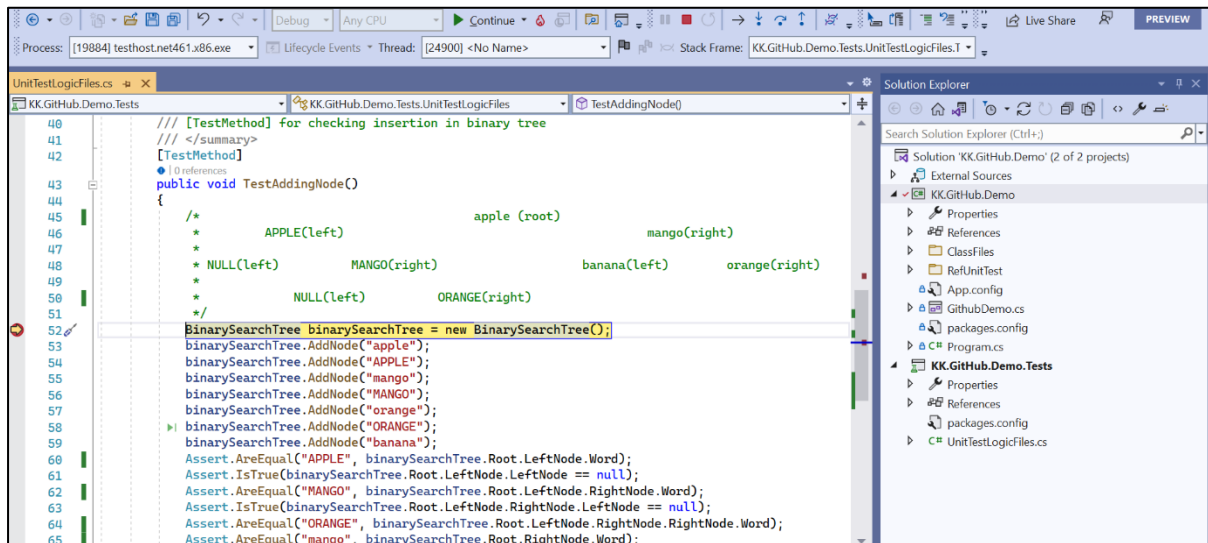 Debug Any CPU Continue Live Share PREVIEW
Process: [19884] testhost.net461.x86.exe Lifecycle Events Thread: [24900] <No Name> Stack Frame: KK.GitHub.Demo.Tests.UnitTestLogicFiles.T
UnitTestLogicFiles.cs
KK.GitHub.Demo.Tests KK.GitHub.Demo.Tests.UnitTestLogicFiles TestAddingNode()
40 /// [TestMethod] for checking insertion in binary tree
41 /// </summary>
42 [TestMethod]
0 references
43 public void TestAddingNode()
44 {
45 /* apple (root)
46 * APPLE(left) mango(right)
47 *
48 * NULL(left) MANGO(right) banana(left) orange(right)
49 *
50 * NULL(left) ORANGE(right)
51 */
52 BinarySearchTree binarySearchTree = new BinarySearchTree();
53 binarySearchTree.AddNode("apple");
54 binarySearchTree.AddNode("APPLE");
55 binarySearchTree.AddNode("mango");
56 binarySearchTree.AddNode("MANGO");
57 binarySearchTree.AddNode("orange");
58 binarySearchTree.AddNode("ORANGE");
59 binarySearchTree.AddNode("banana");
60 Assert.AreEqual("APPLE", binarySearchTree.Root.LeftNode.Word);
61 Assert.IsTrue(binarySearchTree.Root.LeftNode.LeftNode == null);
62 Assert.AreEqual("MANGO", binarySearchTree.Root.LeftNode.RightNode.Word);
63 Assert.IsTrue(binarySearchTree.Root.LeftNode.RightNode.LeftNode == null);
64 Assert.AreEqual("ORANGE", binarySearchTree.Root.LeftNode.RightNode.RightNode.Word);
65 Assert.AreEqual("mango", binarySearchTree.Root.RightNode.Word);
Solution Explorer
Search Solution Explorer (Ctrl+;)
Solution 'KK.GitHub.Demo' (2 of 2 projects)
External Sources
KK.GitHub.Demo
Properties
References
ClassFiles
RefUnitTest
App.config
GithubDemo.cs
packages.config
C# Program.cs
KK.GitHub.Demo.Tests
Properties
References
packages.config
C# UnitTestLogicFiles.cs